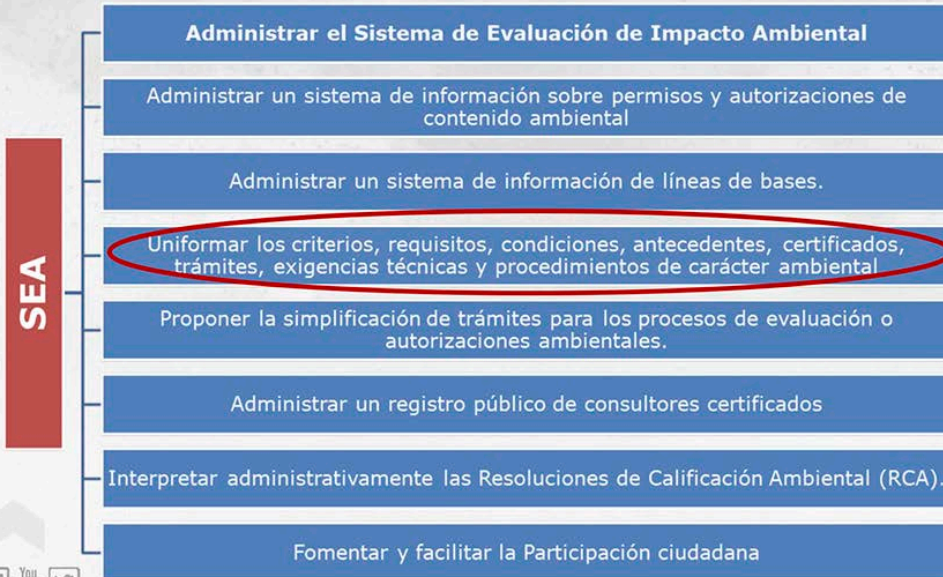 Administrar el Sistema de Evaluación de Impacto Ambiental
Administrar un sistema de información sobre permisos y autorizaciones de
contenido ambiental
Administrar un sistema de información de líneas de bases.
SEA
Uniformar los criterios, requisitos, condiciones, antecedentes, certificados,
trámites, exigencias técnicas y procedimientos de carácter ambiental
Proponer la simplificación de trámites para los procesos de evaluación o
autorizaciones ambientales.
Administrar un registro público de consultores certificados
Interpretar administrativamente las Resoluciones de Calificación Ambiental (RCA).
Fomentar y facilitar la Participación ciudadana
You